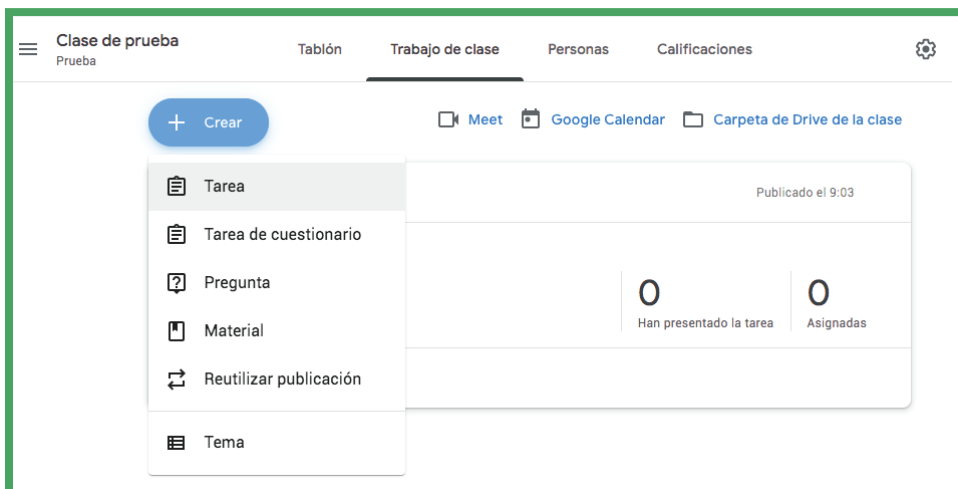 Clase de prueba
Prueba
Tablón
Trabajo de clase
Personas
Calificaciones
Crear
Meet
Google Calendar
Carpeta de Drive de la clase
Tarea
Tarea de cuestionario
Pregunta
Material
Reutilizar publicación
Tema
Publicado el 9:03
0
Han presentado la tarea
0
Asignadas